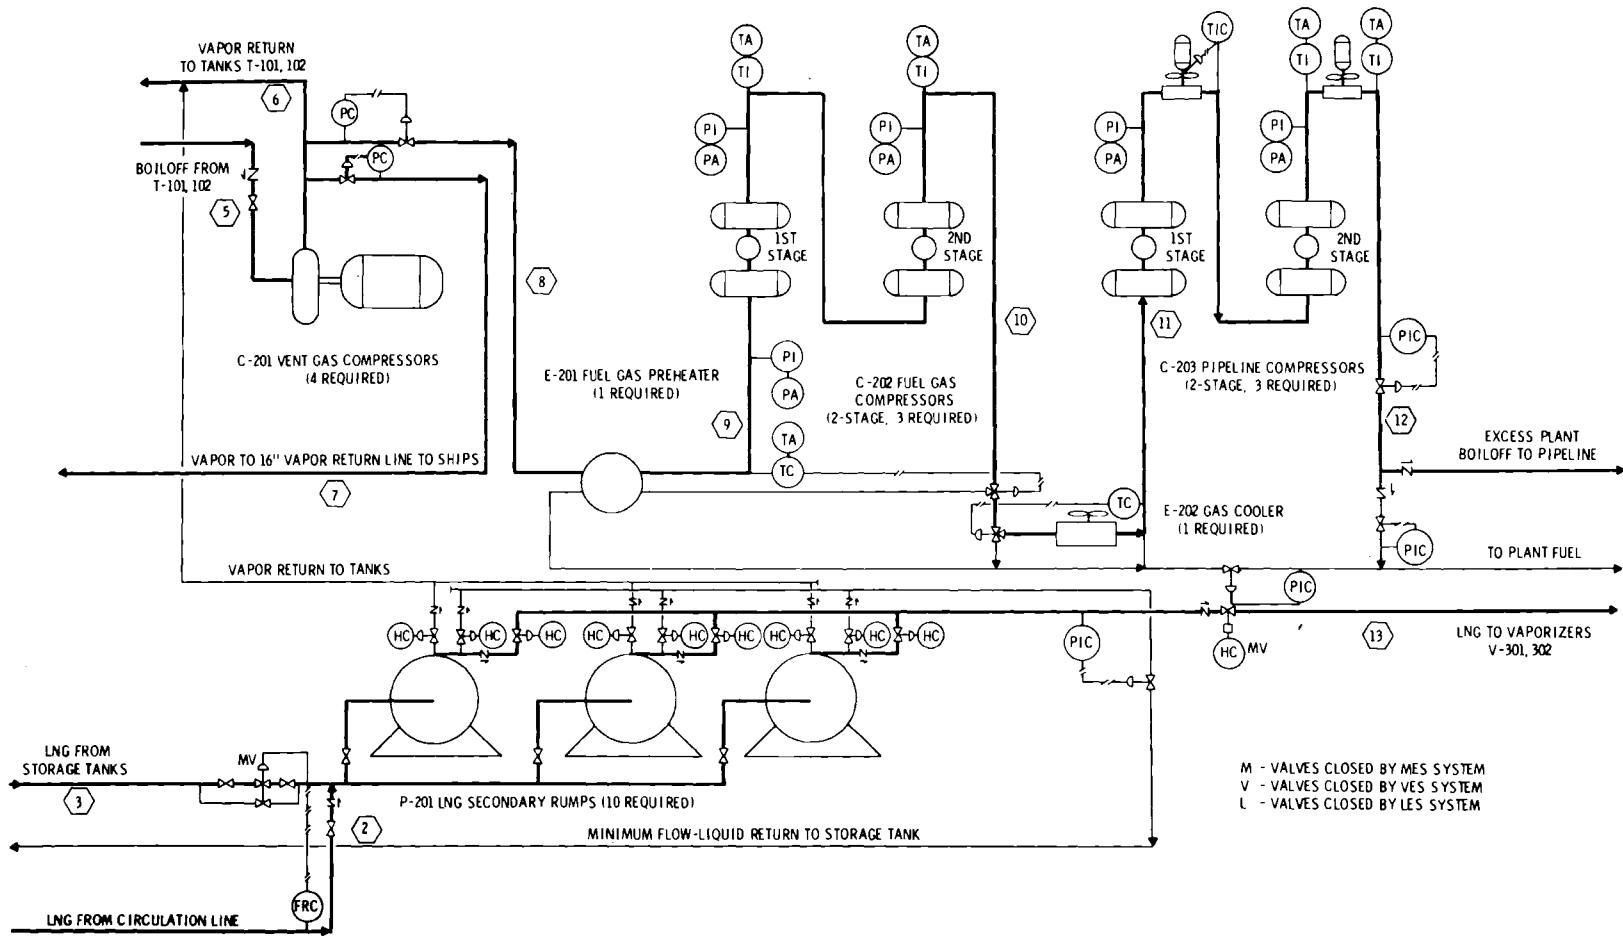 VAPOR RETURN
TO TANKS T-101, 102
6
PC
PC
BOILOFF FROM
T-101, 102
5
C-201 VENT GAS COMPRESSORS
(4 REQUIRED)
8
VAPOR TO 16" VAPOR RETURN LINE TO SHIPS
7
E-201 FUEL GAS PREHEATER
(1 REQUIRED)
TA
TI
PI
PA
1ST
STAGE
PI
PA
9
TA
TC
TA
TI
PI
PA
2ND
STAGE
C-202 FUEL GAS
COMPRESSORS
(2-STAGE, 3 REQUIRED)
10
TIC
PI
PA
1ST
STAGE
11
TA
TI
TA
TI
PI
PA
2ND
STAGE
C-203 PIPELINE COMPRESSORS
(2-STAGE, 3 REQUIRED)
PIC
12
EXCESS PLANT
BOILOFF TO PIPELINE
TC
E-202 GAS COOLER
(1 REQUIRED)
PIC
TO PLANT FUEL
PIC
VAPOR RETURN TO TANKS
HC
HC
HC
HC
HC
HC
HC
HC
HC
PIC
HC
MV
13
LNG TO VAPORIZERS
V-301, 302
LNG FROM
STORAGE TANKS
3
MV
P-201 LNG SECONDARY RUMPS (10 REQUIRED)
2
MINIMUM FLOW-LIQUID RETURN TO STORAGE TANK
FRC
LNG FROM CIRCULATION LINE
M - VALVES CLOSED BY MES SYSTEM
V - VALVES CLOSED BY VES SYSTEM
L - VALVES CLOSED BY LES SYSTEM